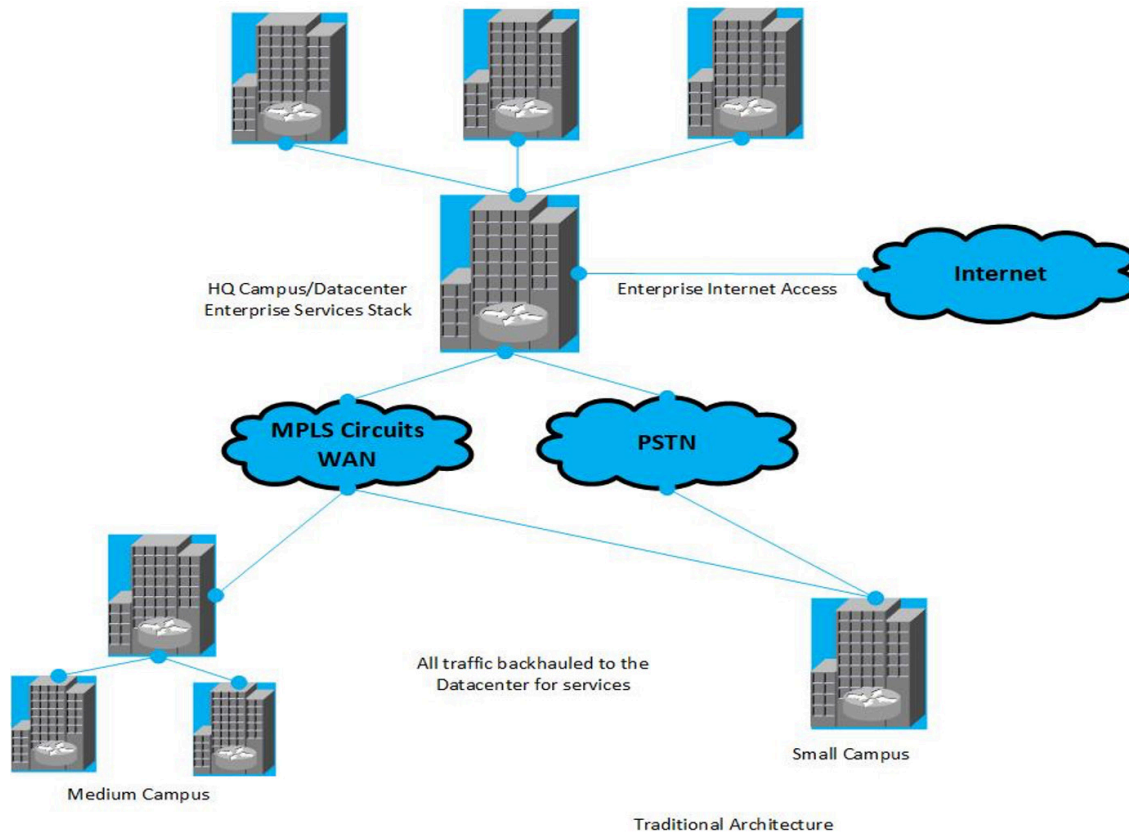 HQ Campus/Datacenter
Enterprise Services Stack
Enterprise Internet Access
Internet
MPLS Circuits
WAN
PSTN
All traffic backhauled to the
Datacenter for services
Medium Campus
Small Campus
Traditional Architecture